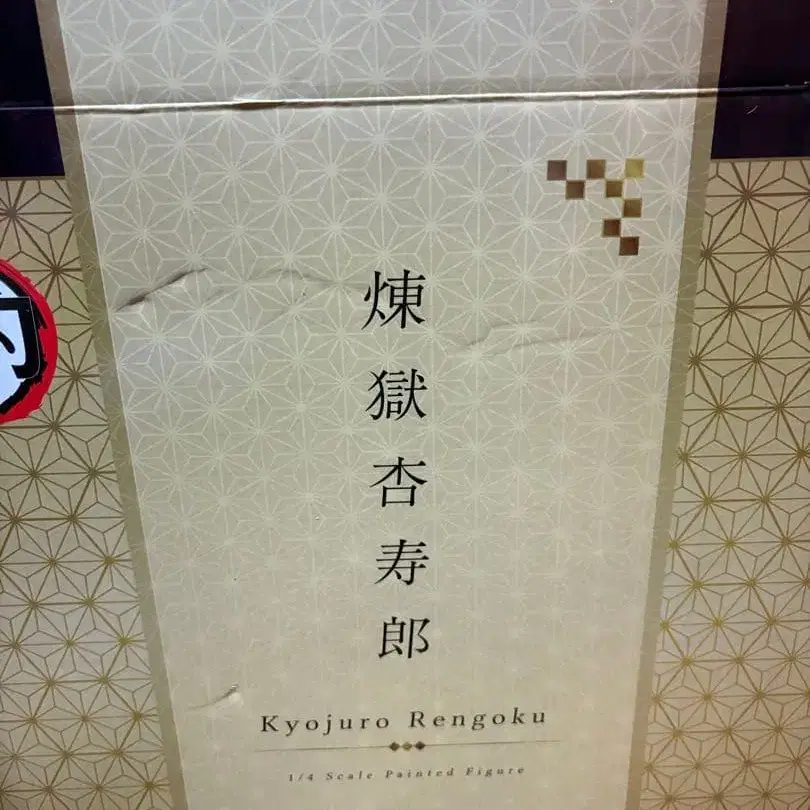 煉獄杏寿郎
Kyojuro Rengoku
1/4 Scale Painted Figure